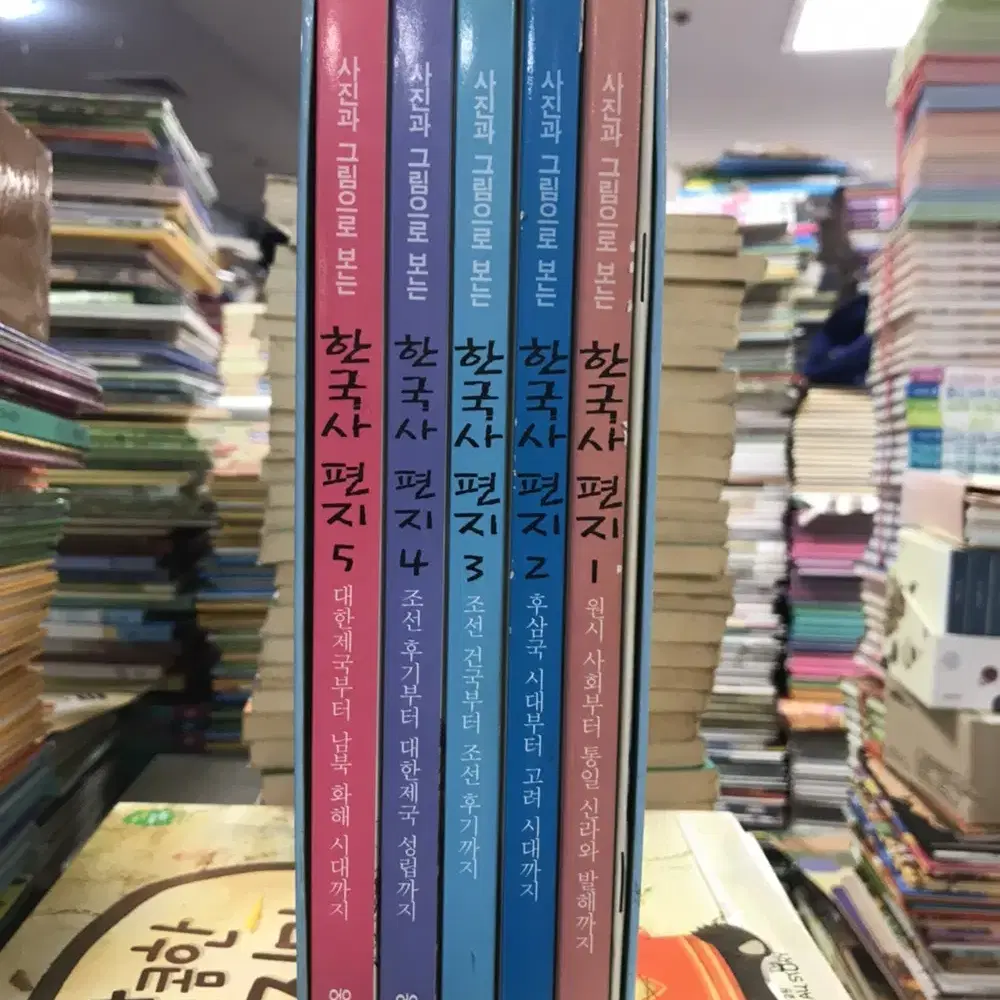 사진과 그림으로 보는 한국사 편지 5 대한제국부터 남북 화해 시대까지
사진과 그림으로 보는 한국사 편지 4 조선 후기부터 대한제국 성립까지
사진과 그림으로 보는 한국사 편지 3 조선 건국부터 조선 후기까지
사진과 그림으로 보는 한국사 편지 2 후삼국 시대부터 고려 시대까지
사진과 그림으로 보는 한국사 편지 1 원시 사회부터 통일 신라와 발해까지